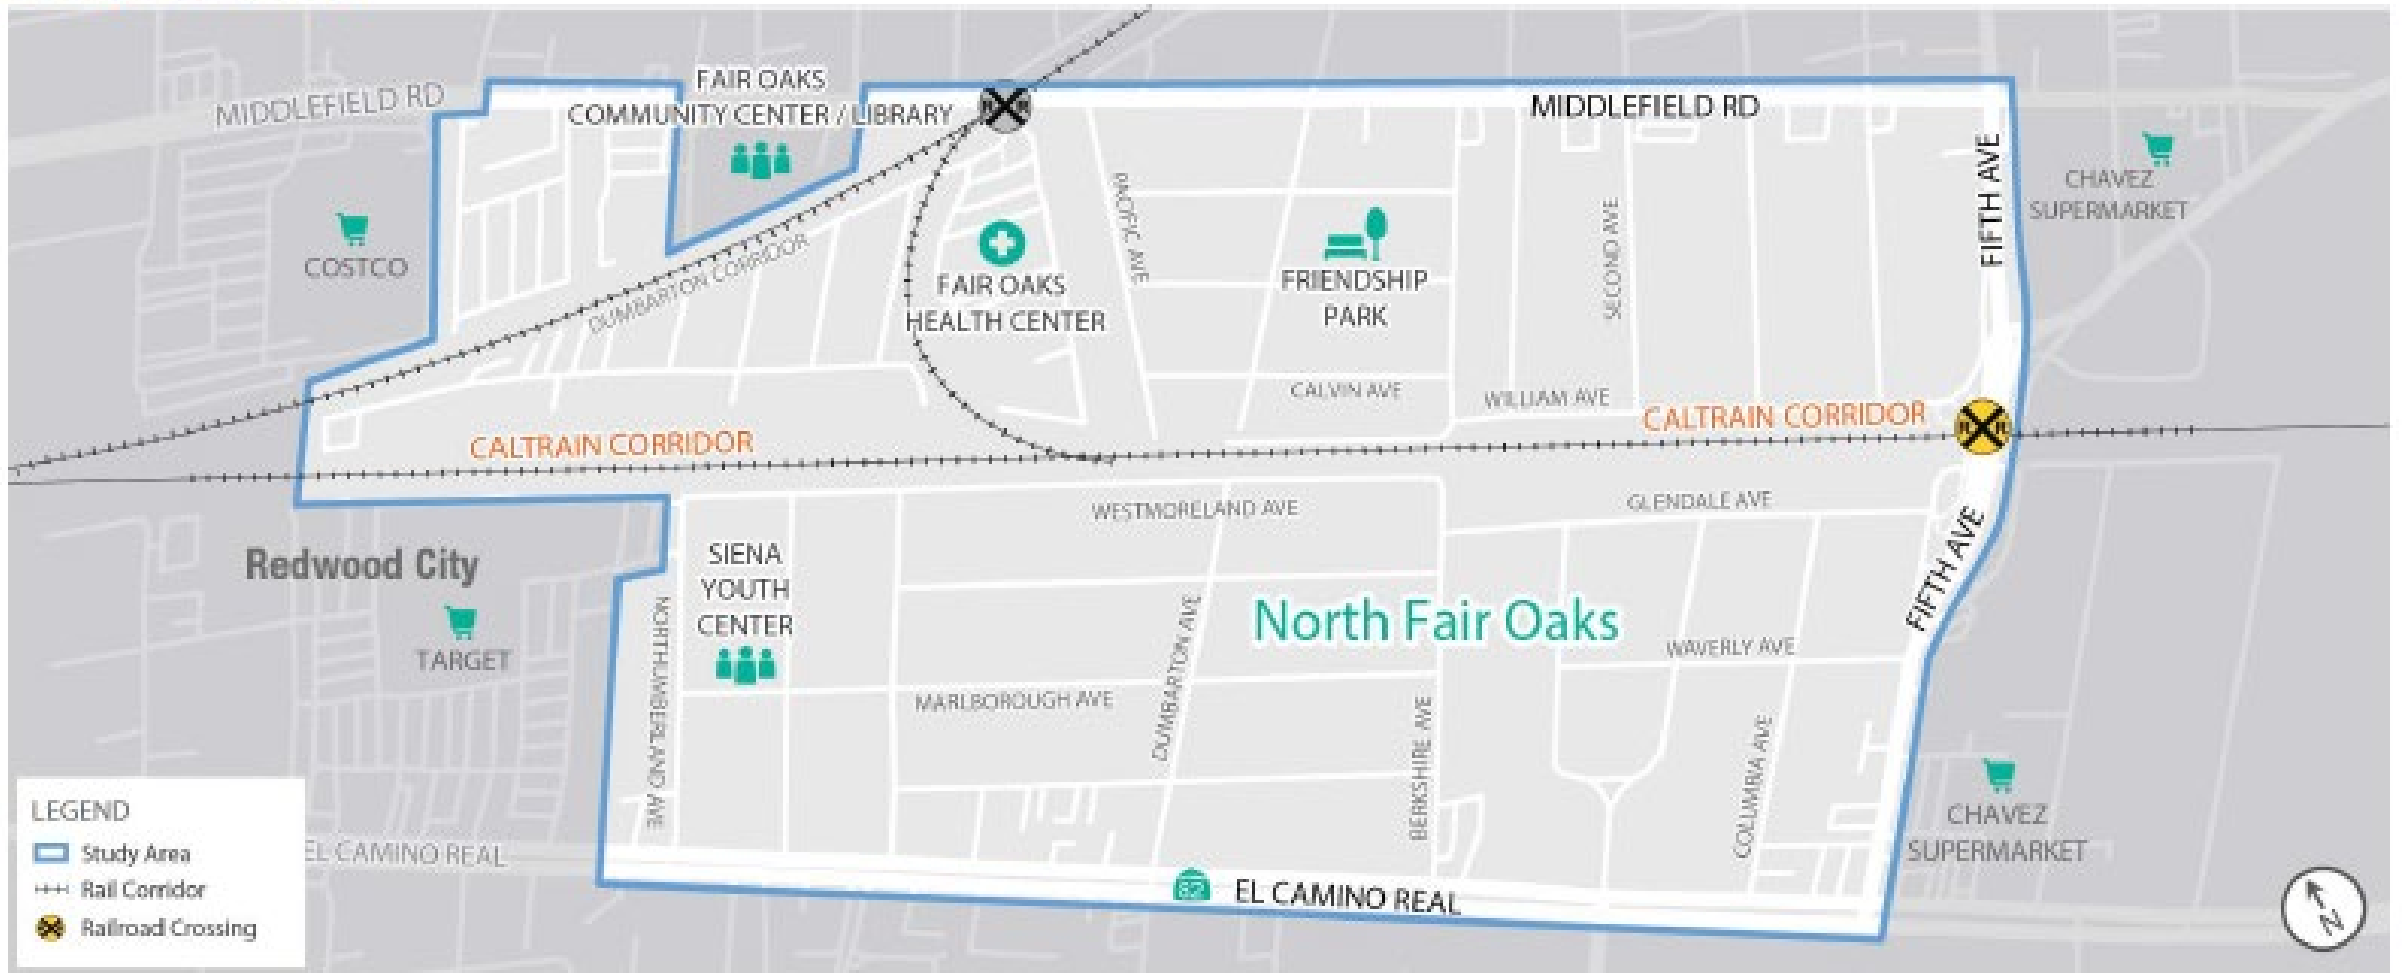 FAIR OAKS
COMMUNITY CENTER / LIBRARY
MIDDLEFIELD RD
MIDDLEFIELD RD
FIFTH AVE
CHAVEZ
SUPERMARKET
COSTCO
DUMBARTON CORRIDOR
FAIR OAKS
HEALTH CENTER
PACIFIC AVE
FRIENDSHIP
PARK
SECOND AVE
CALVIN AVE
WILLIAM AVE
CALTRAIN CORRIDOR
CALTRAIN CORRIDOR
R R
R R
WESTMORELAND AVE
GLENDALE AVE
Redwood City
SIENA
YOUTH
CENTER
TARGET
NORTHUMBERLAND AVE
North Fair Oaks
FIFTH AVE
WAVERLY AVE
MARLBOROUGH AVE
DUMBARTON AVE
BERKSHIRE AVE
COLUMBIA AVE
CHAVEZ
SUPERMARKET
LEGEND
Study Area
Rail Corridor
Railroad Crossing
EL CAMINO REAL
82
EL CAMINO REAL
N